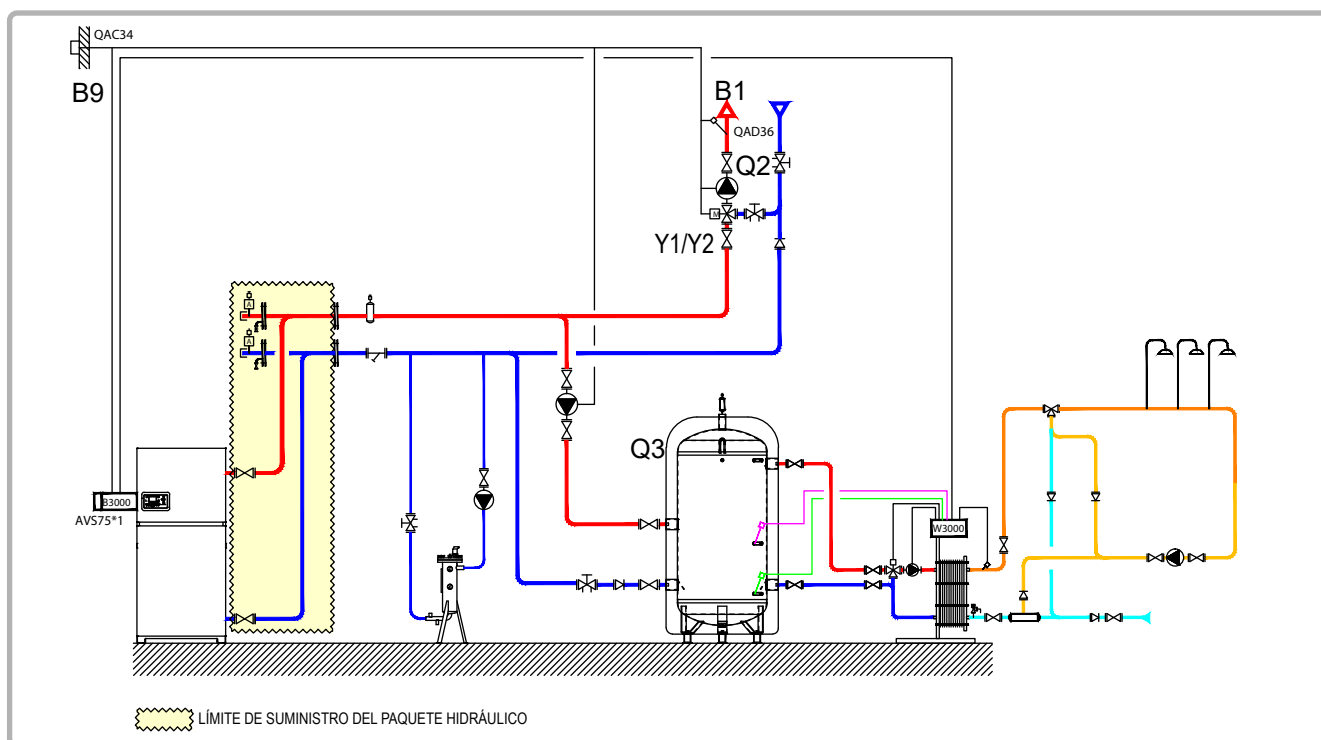 QAC34
B9
B1
QAD36
Q2
M
Y1/Y2
A
A
Q3
B3000
AVS75*1
W3000
LÍMITE DE SUMINISTRO DEL PAQUETE HIDRÁULICO